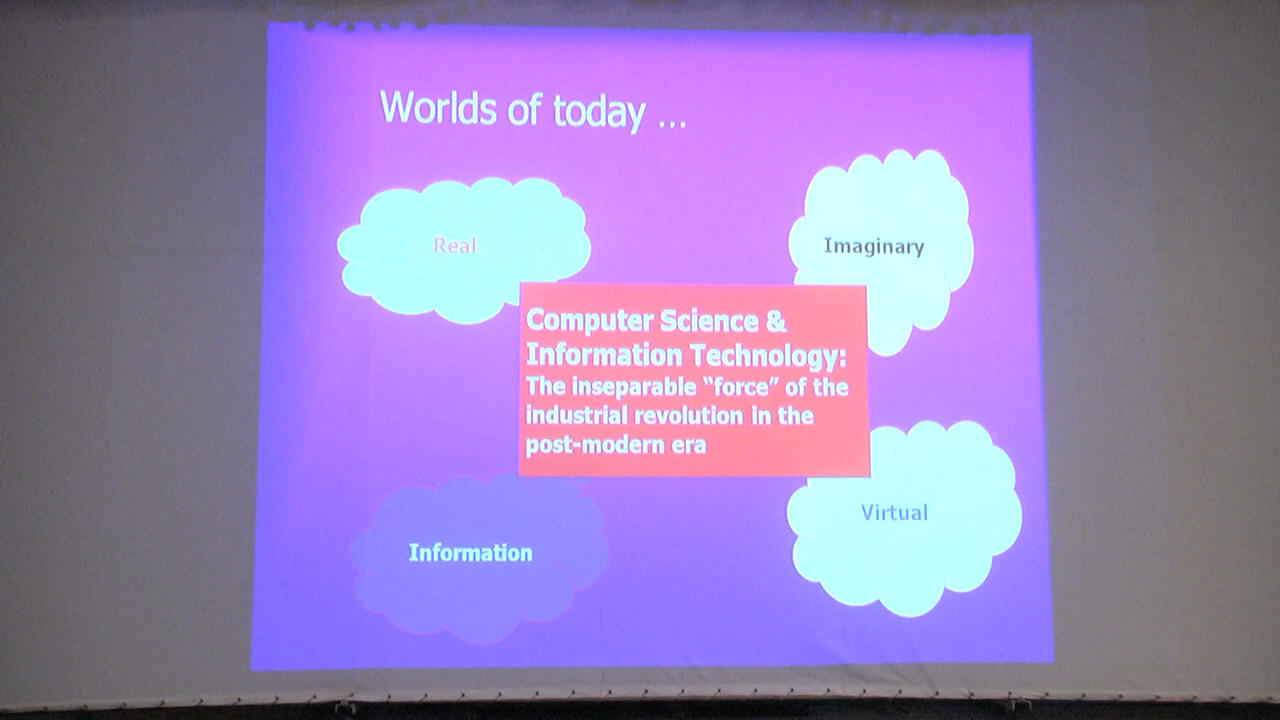 Worlds of today ...
Real
Imaginary
Computer Science &
Information Technology:
The inseparable “force” of the
industrial revolution in the
post-modern era
Information
Virtual